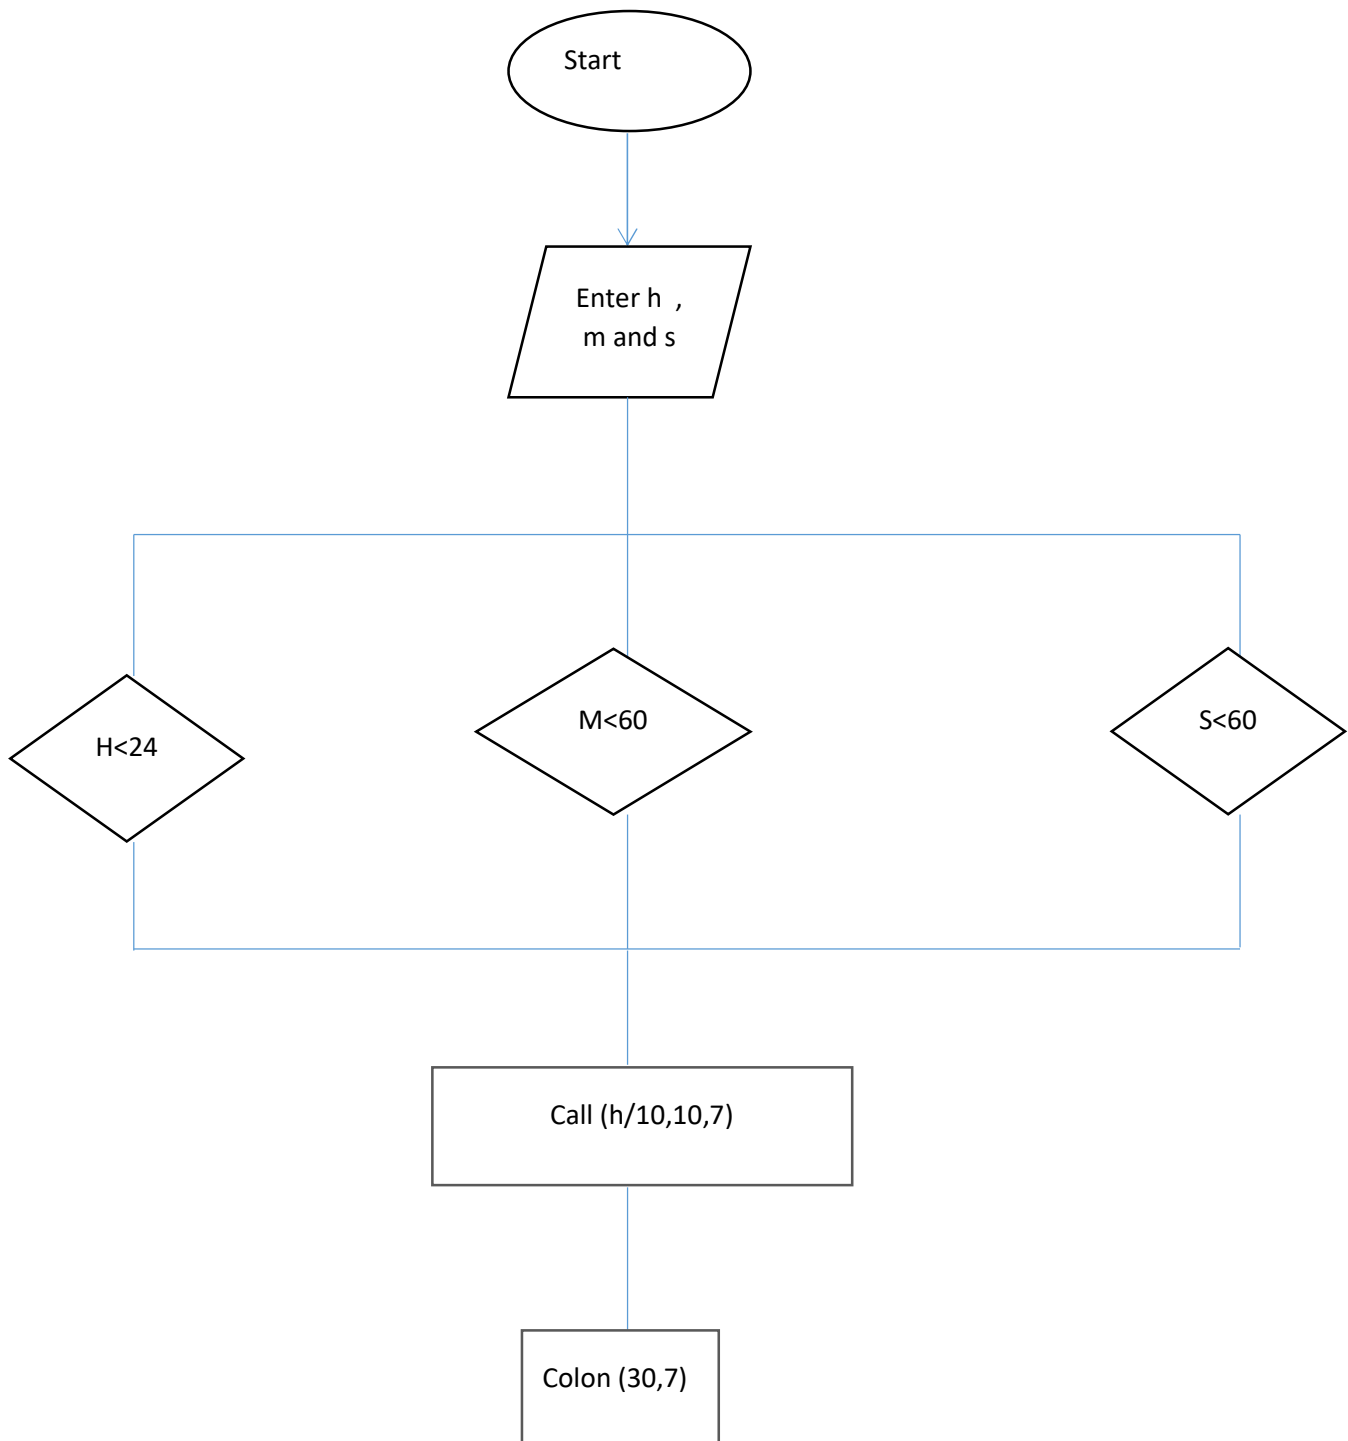 Start
Enter h ,
m and s
H<24
M<60
S<60
Call (h/10,10,7)
Colon (30,7)